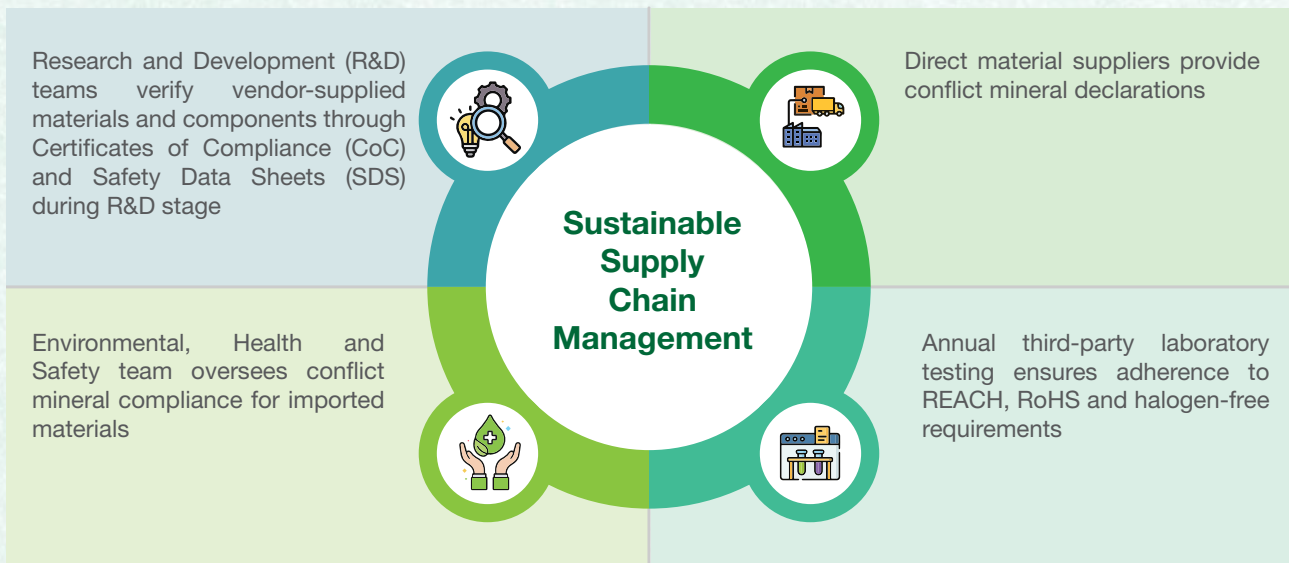 Research and Development (R&D)
teams verify vendor-supplied
materials and components through
Certificates of Compliance (CoC)
and Safety Data Sheets (SDS)
during R&D stage
Direct material suppliers provide
conflict mineral declarations
Sustainable
Supply
Chain
Management
Environmental, Health and
Safety team oversees conflict
mineral compliance for imported
materials
Annual third-party laboratory
testing ensures adherence to
REACH, RoHS and halogen-free
requirements